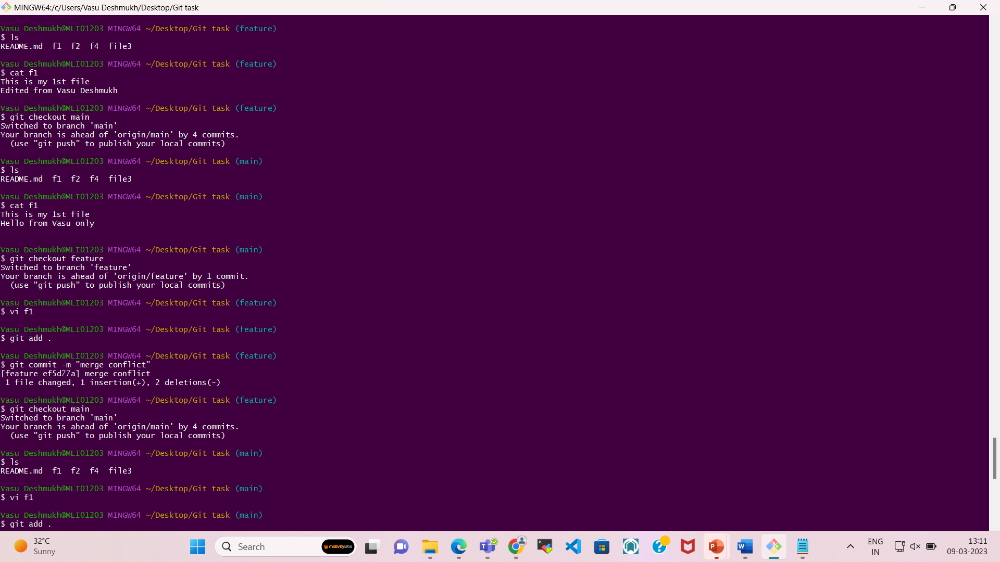 MINGW64:/c/Users/Vasu Deshmukh/Desktop/Git task
Vasu Deshmukh@MLI01203 MINGW64 ~/Desktop/Git task (feature)
$ ls
README.md  f1  f2  f4  file3
Vasu Deshmukh@MLI01203 MINGW64 ~/Desktop/Git task (feature)
$ cat f1
This is my 1st file
Edited from Vasu Deshmukh
Vasu Deshmukh@MLI01203 MINGW64 ~/Desktop/Git task (feature)
$ git checkout main
Switched to branch 'main'
Your branch is ahead of 'origin/main' by 4 commits.
  (use "git push" to publish your local commits)
Vasu Deshmukh@MLI01203 MINGW64 ~/Desktop/Git task (main)
$ ls
README.md  f1  f2  f4  file3
Vasu Deshmukh@MLI01203 MINGW64 ~/Desktop/Git task (main)
$ cat f1
This is my 1st file
Hello from Vasu only
Vasu Deshmukh@MLI01203 MINGW64 ~/Desktop/Git task (main)
$ git checkout feature
Switched to branch 'feature'
Your branch is ahead of 'origin/feature' by 1 commit.
  (use "git push" to publish your local commits)
Vasu Deshmukh@MLI01203 MINGW64 ~/Desktop/Git task (feature)
$ vi f1
Vasu Deshmukh@MLI01203 MINGW64 ~/Desktop/Git task (feature)
$ git add .
Vasu Deshmukh@MLI01203 MINGW64 ~/Desktop/Git task (feature)
$ git commit -m "merge conflict"
[feature ef5d77a] merge conflict
 1 file changed, 1 insertion(+), 2 deletions(-)
Vasu Deshmukh@MLI01203 MINGW64 ~/Desktop/Git task (feature)
$ git checkout main
Switched to branch 'main'
Your branch is ahead of 'origin/main' by 4 commits.
  (use "git push" to publish your local commits)
Vasu Deshmukh@MLI01203 MINGW64 ~/Desktop/Git task (main)
$ ls
README.md  f1  f2  f4  file3
Vasu Deshmukh@MLI01203 MINGW64 ~/Desktop/Git task (main)
$ vi f1
Vasu Deshmukh@MLI01203 MINGW64 ~/Desktop/Git task (main)
$ git add .
32°C
Sunny
Search
motivitylabs
ENG
IN
13:11
09-03-2023